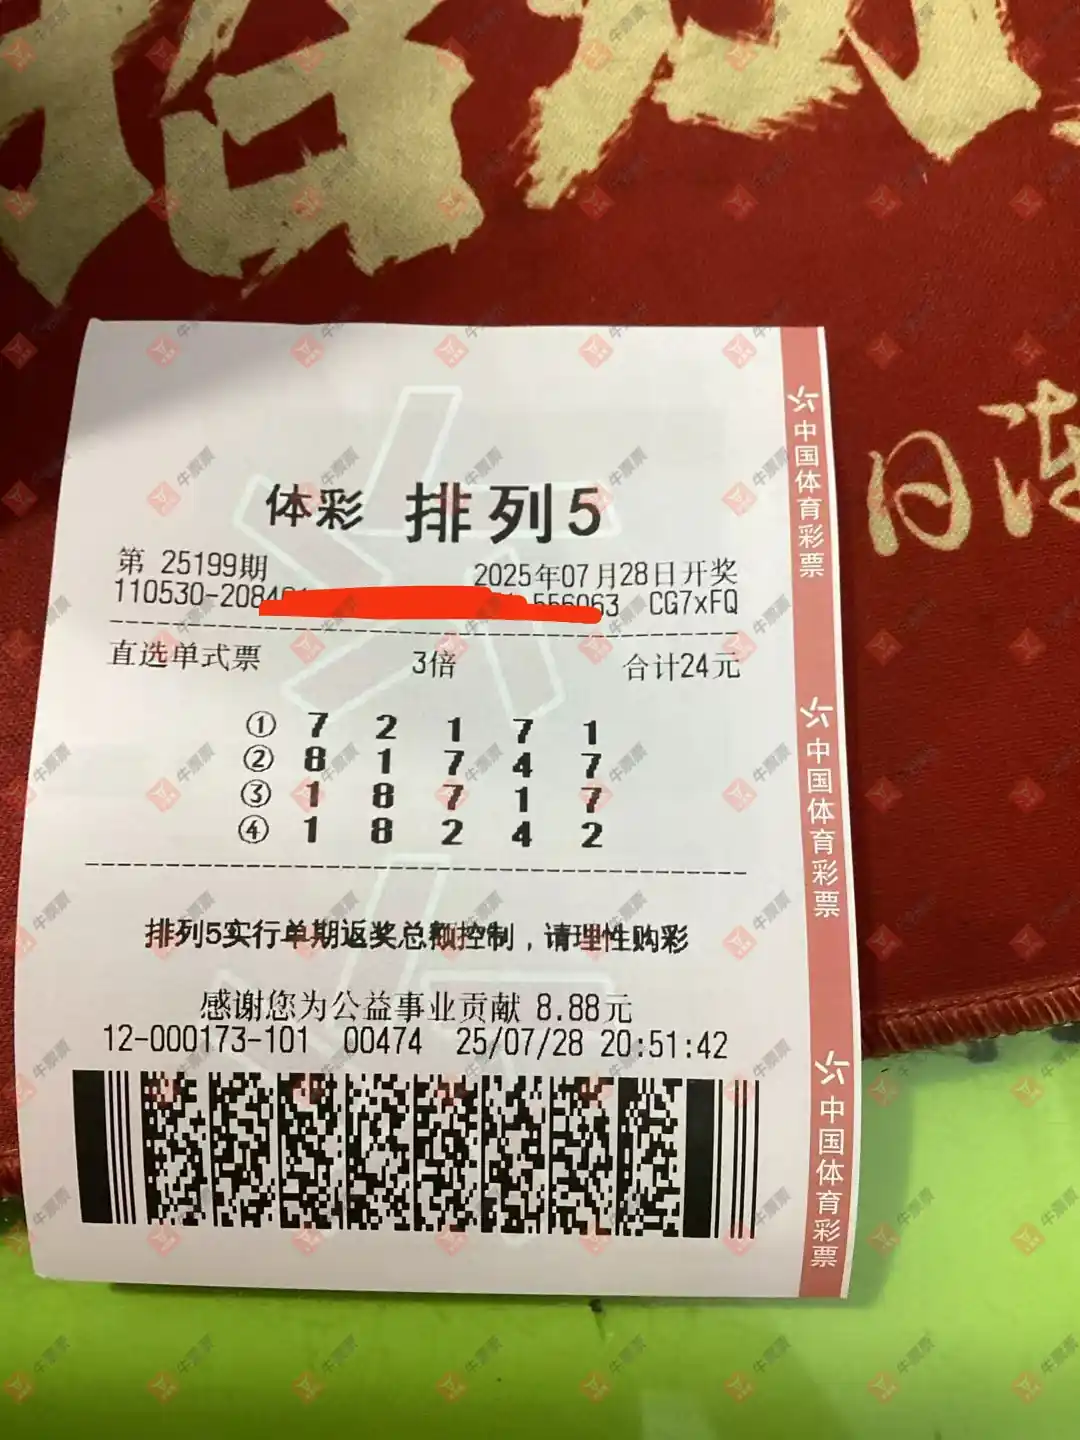 体彩 排列5
第 25199期 2025年07月28日开奖
110530-2084 556063 CG7xFQ
直选单式票 3倍 合计24元
① 7 2 1 7 1
② 8 1 7 4 7
③ 1 8 7 1 7
④ 1 8 2 4 2
排列5实行单期返奖总额控制，请理性购彩
感谢您为公益事业贡献 8.88元
12-000173-101 00474 25/07/28 20:51:42
中国体育彩票
中国体育彩票
中国体育彩票
牛票票